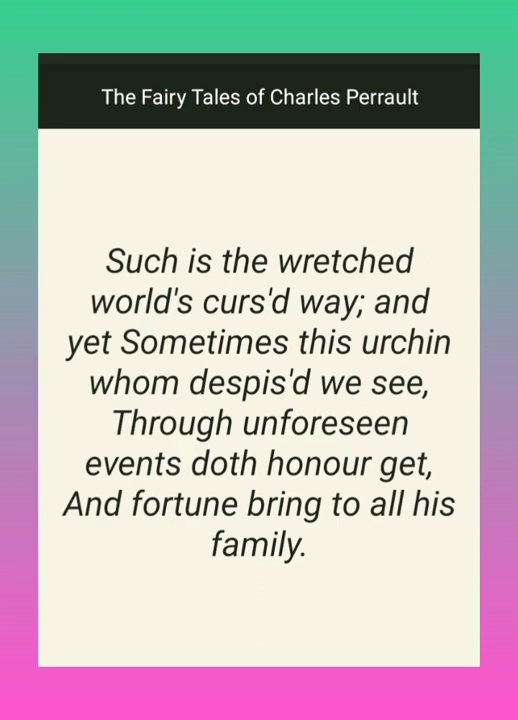 The Fairy Tales of Charles Perrault
Such is the wretched
world's curs'd way; and
yet Sometimes this urchin
whom despis'd we see,
Through unforeseen
events doth honour get,
And fortune bring to all his
family.